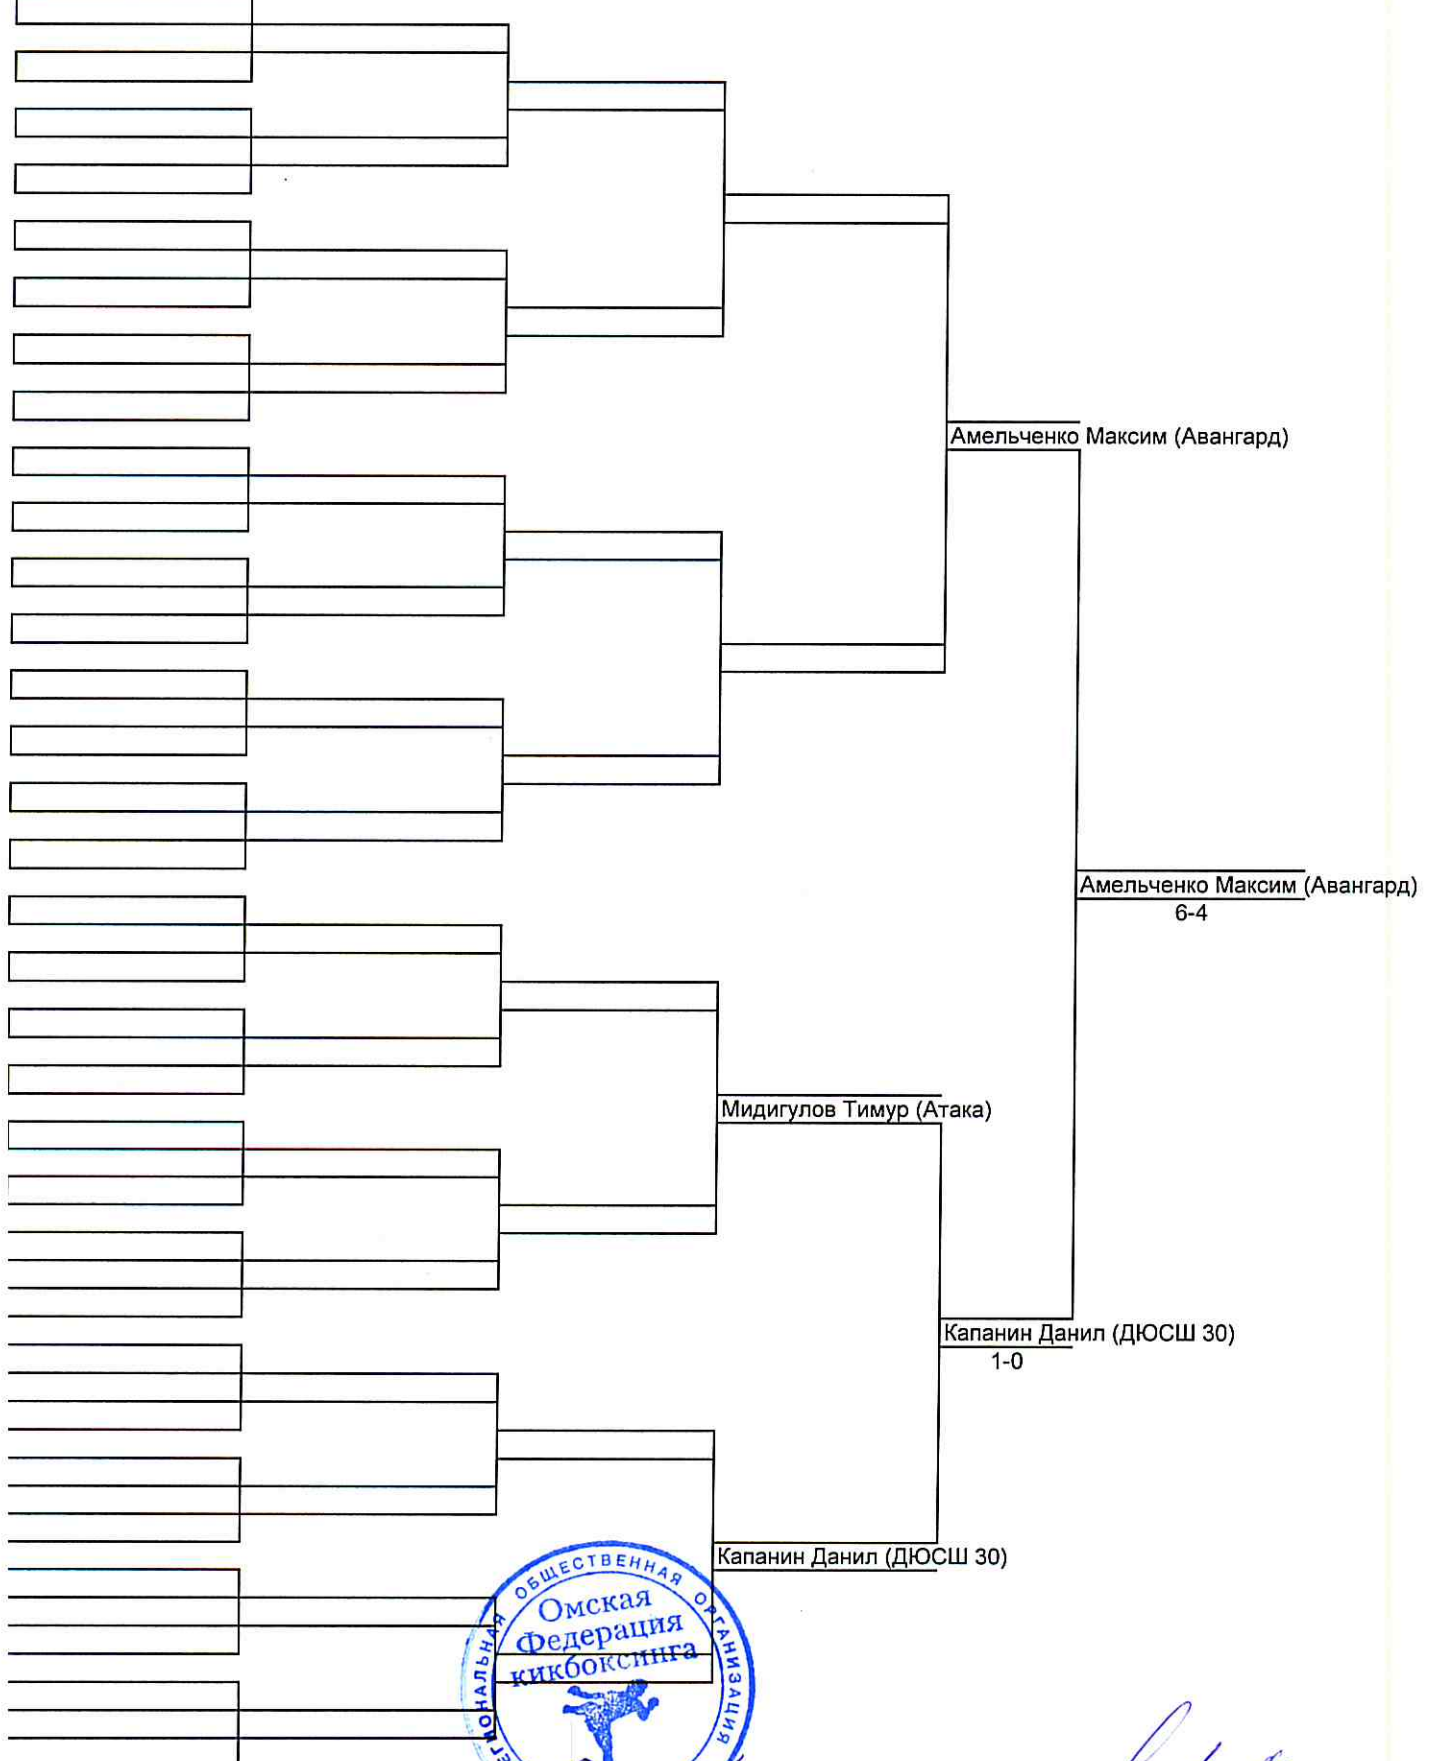 Амельченко Максим (Авангард)
Амельченко Максим (Авангард)
6-4
Мидигулов Тимур (Атака)
Капанин Данил (ДЮСШ 30)
1-0
Капанин Данил (ДЮСШ 30)
ОБЩЕСТВЕННАЯ ОРГАНИЗАЦИЯ
Омская
Федерация
кикбоксинга